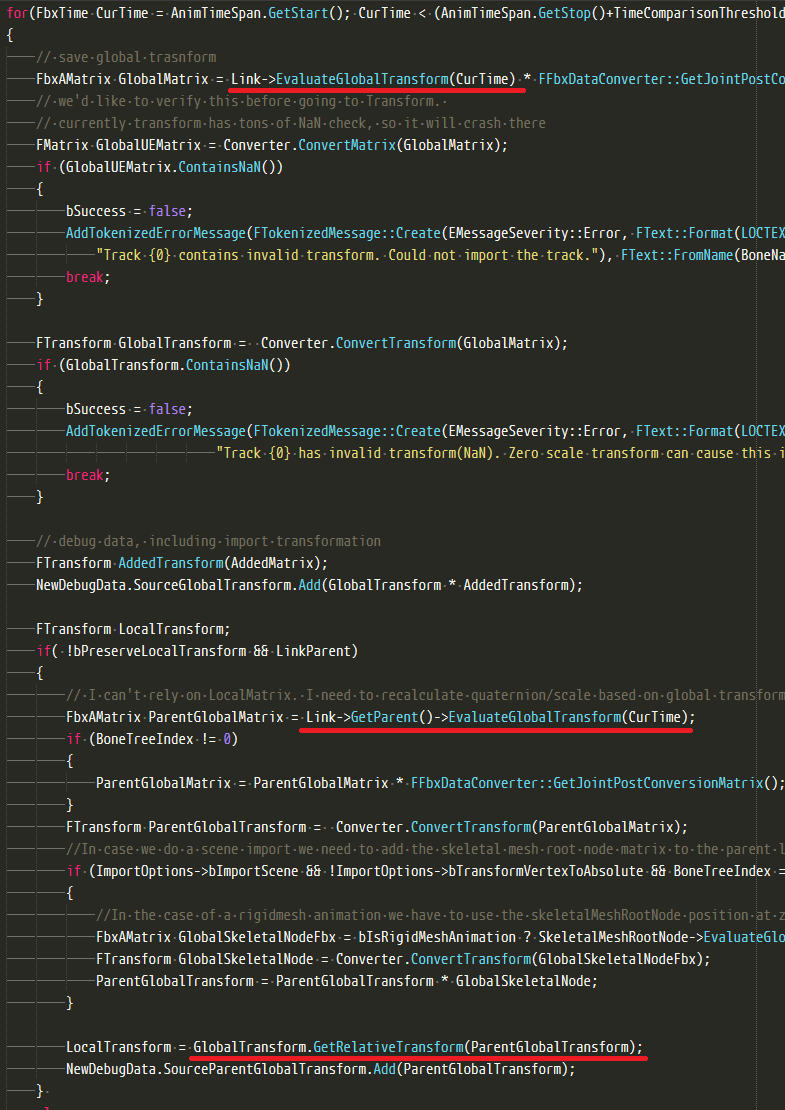 for(FbxTime CurTime = AnimTimeSpan.GetStart(); CurTime < (AnimTimeSpan.GetStop()+TimeComparisonThreshold
{
// save global trasnform
FbxAMatrix GlobalMatrix = Link->EvaluateGlobalTransform(CurTime) * FFbxDataConverter::GetJointPostCo
// we'd like to verify this before going to Transform.
// currently transform has tons of NaN check, so it will crash there
FMatrix GlobalUEMatrix = Converter.ConvertMatrix(GlobalMatrix);
if (GlobalUEMatrix.ContainsNaN())
{
bSuccess = false;
AddTokenizedErrorMessage(FTokenizedMessage::Create(EMessageSeverity::Error, FText::Format(LOCTEX
"Track {0} contains invalid transform. Could not import the track."), FText::FromName(BoneNa
break;
}
FTransform GlobalTransform =  Converter.ConvertTransform(GlobalMatrix);
if (GlobalTransform.ContainsNaN())
{
bSuccess = false;
AddTokenizedErrorMessage(FTokenizedMessage::Create(EMessageSeverity::Error, FText::Format(LOCTEX
"Track {0} has invalid transform(NaN). Zero scale transform can cause this i
break;
}
// debug data, including import transformation
FTransform AddedTransform(AddedMatrix);
NewDebugData.SourceGlobalTransform.Add(GlobalTransform * AddedTransform);
FTransform LocalTransform;
if( !bPreserveLocalTransform && LinkParent)
{
// I can't rely on LocalMatrix. I need to recalculate quaternion/scale based on global transform
FbxAMatrix ParentGlobalMatrix = Link->GetParent()->EvaluateGlobalTransform(CurTime);
if (BoneTreeIndex != 0)
{
ParentGlobalMatrix = ParentGlobalMatrix * FFbxDataConverter::GetJointPostConversionMatrix();
}
FTransform ParentGlobalTransform =  Converter.ConvertTransform(ParentGlobalMatrix);
//In case we do a scene import we need to add the skeletal mesh root node matrix to the parent l
if (ImportOptions->bImportScene && !ImportOptions->bTransformVertexToAbsolute && BoneTreeIndex =
{
//In the case of a rigidmesh animation we have to use the skeletalMeshRootNode position at z
FbxAMatrix GlobalSkeletalNodeFbx = bIsRigidMeshAnimation ? SkeletalMeshRootNode->EvaluateGlo
FTransform GlobalSkeletalNode = Converter.ConvertTransform(GlobalSkeletalNodeFbx);
ParentGlobalTransform = ParentGlobalTransform * GlobalSkeletalNode;
}
LocalTransform = GlobalTransform.GetRelativeTransform(ParentGlobalTransform);
NewDebugData.SourceParentGlobalTransform.Add(ParentGlobalTransform);
}